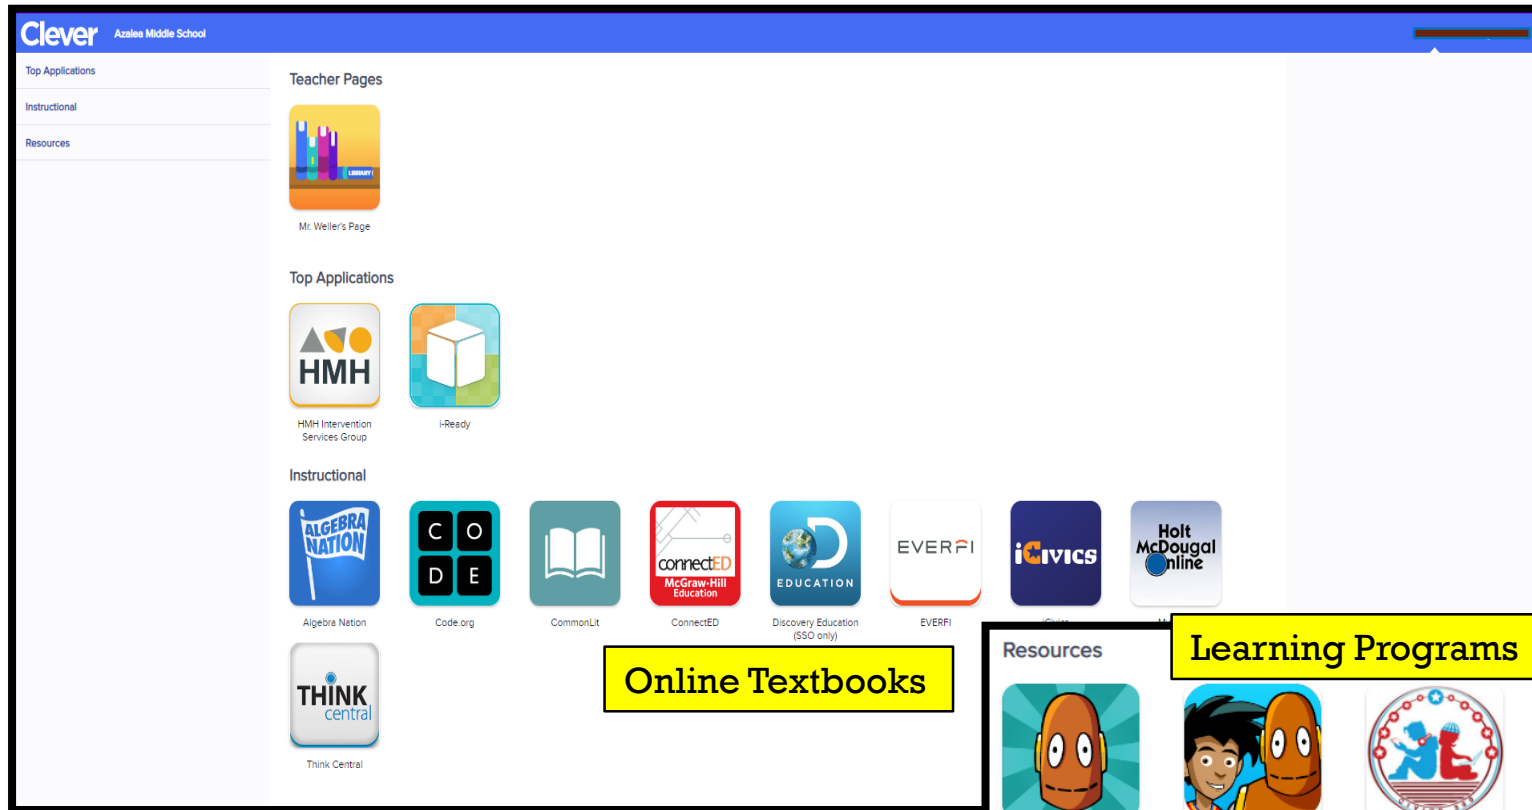 Clever Azalea Middle School
Top Applications
Instructional
Resources
Teacher Pages
LIBRARY
Mr. Weller's Page
Top Applications
HMH
HMH Intervention
Services Group
i-Ready
Instructional
ALGEBRA
NATION
C O
D E
connectED
McGraw-Hill
Education
EDUCATION
EVERFI
iCivics
Holt
McDougal
Online
Algebra Nation
Code.org
CommonLit
ConnectED
Discovery Education
(SSO only)
EVERFI
iCivics
THINK
central
Think Central
Online Textbooks
Resources
Learning Programs